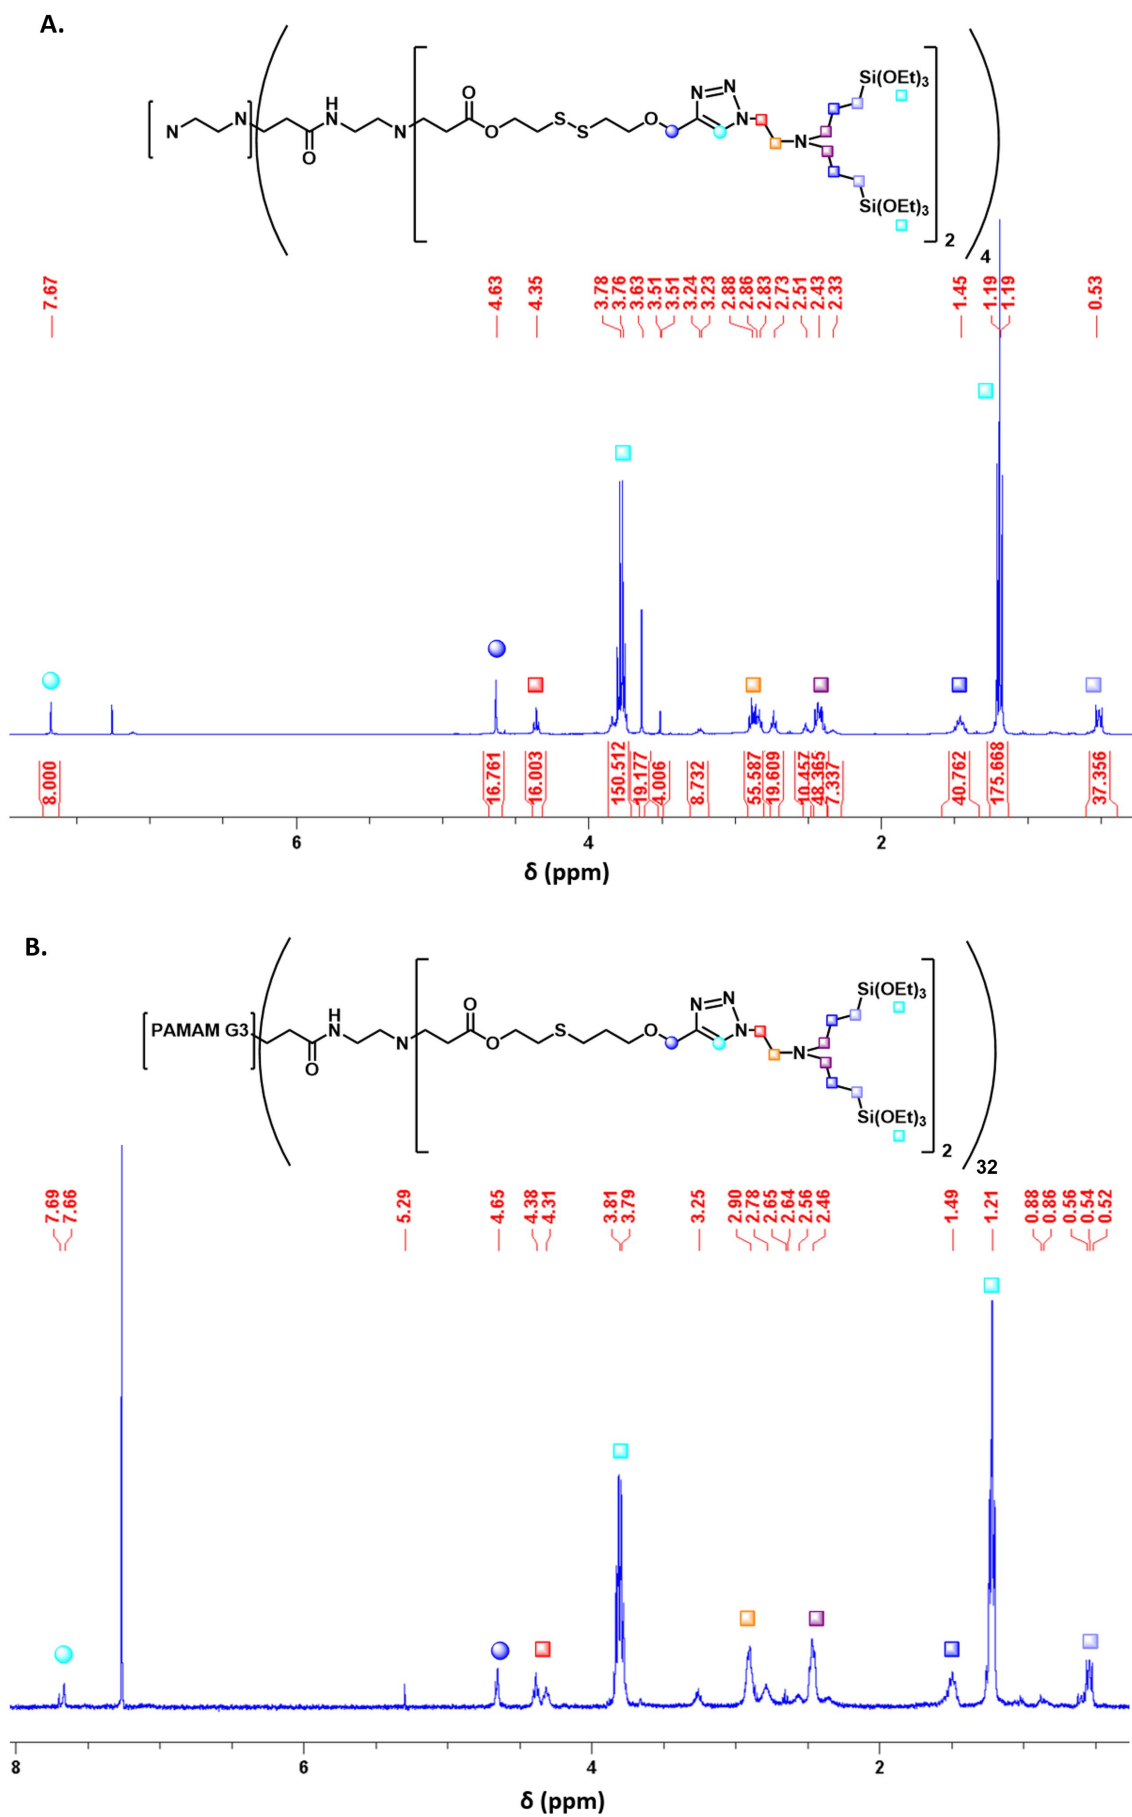 A.
Si(OEt)3
N N
O H N N O O S S O N
N N N O N
Si(OEt)3
2
4
7.67 4.63 4.35 3.78 3.76 3.63 3.51 3.51 3.24 3.23 2.88 2.86 2.83 2.73 2.51 2.43 2.33 1.45 1.19 1.19 0.53
8.000 16.761 16.003 150.512 19.177 4.006 8.732 55.587 19.609 10.457 48.365 7.337 40.762 175.668 37.356
6 4 2
δ (ppm)
B.
Si(OEt)3
N N
PAMAM G3 H N O S O N
O N O N
Si(OEt)3
2
32
7.69 7.66 5.29 4.65 4.38 4.31 3.81 3.79 3.25 2.90 2.78 2.65 2.64 2.56 2.46 1.49 1.21 0.88 0.86 0.56 0.54 0.52
8 6 4 2
δ (ppm)